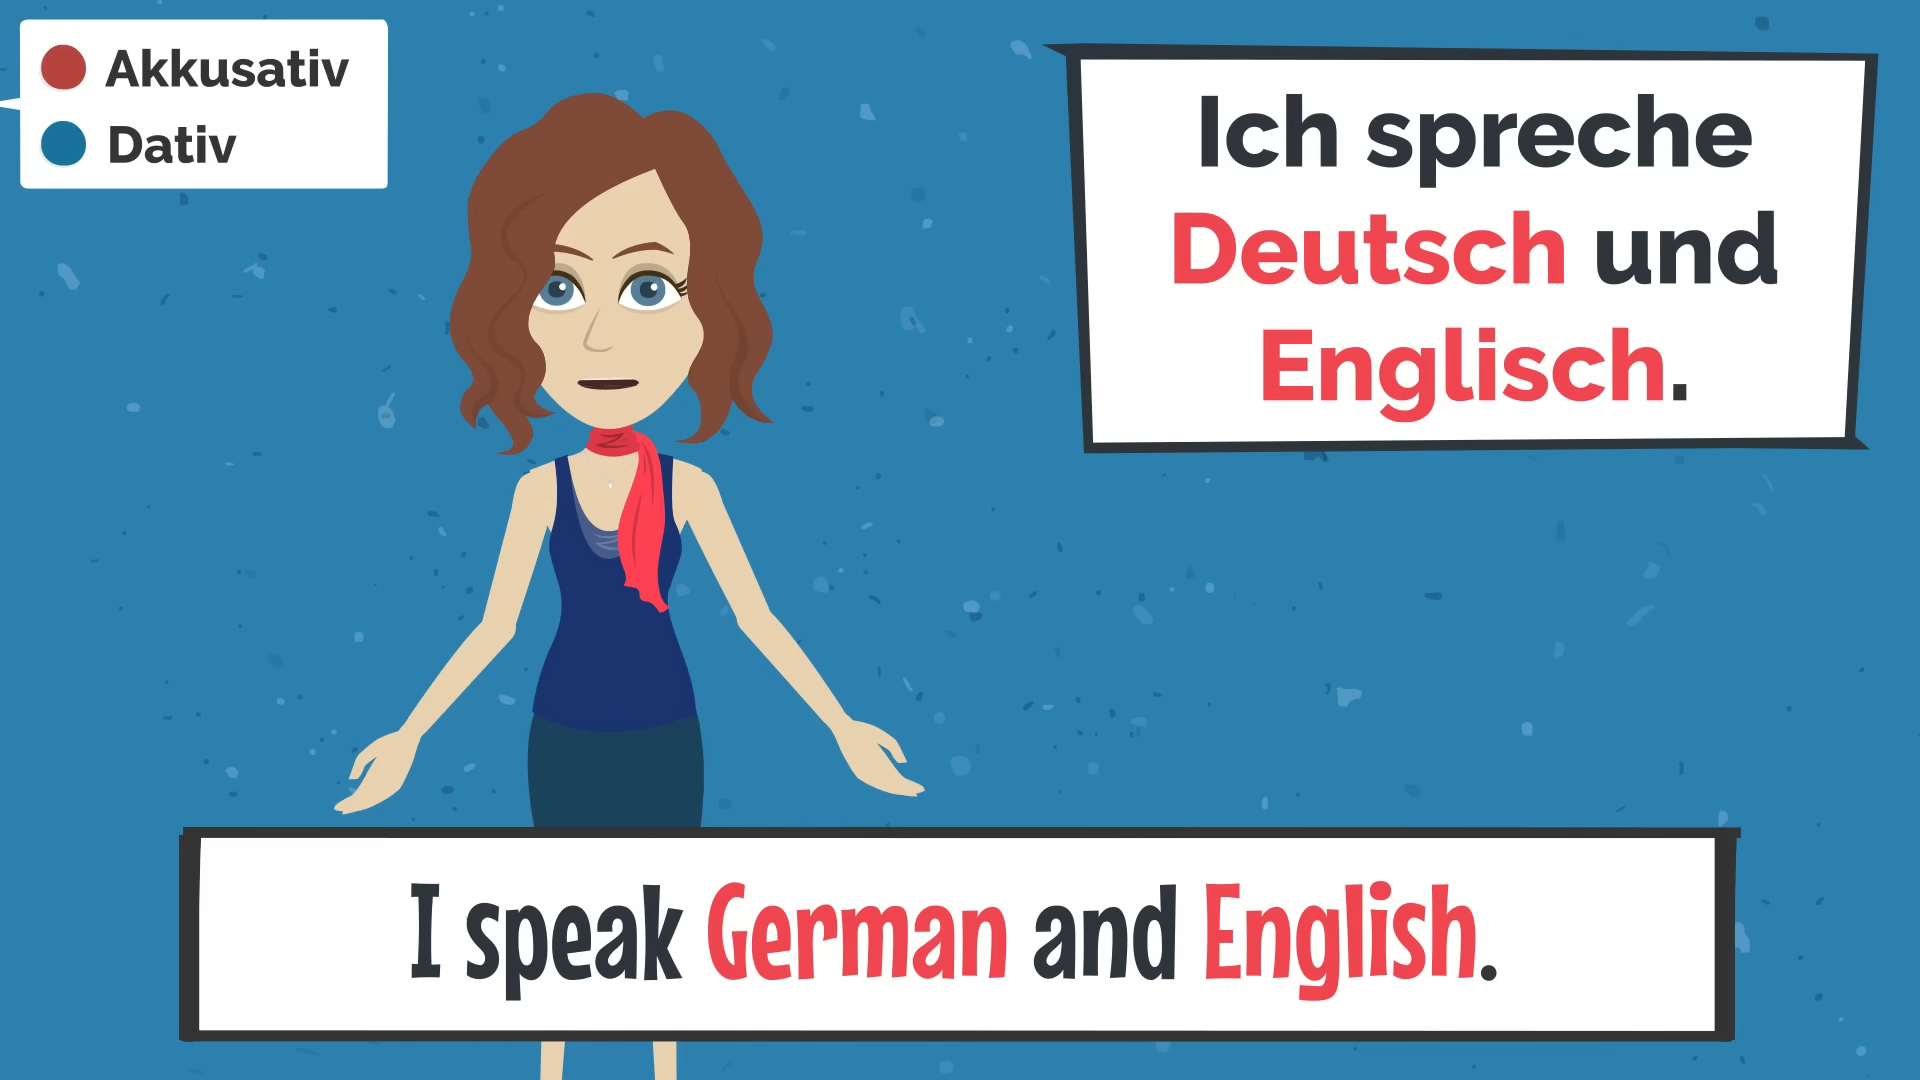 Akkusativ
Dativ
Ich spreche
Deutsch und
Englisch.
I speak German and English.